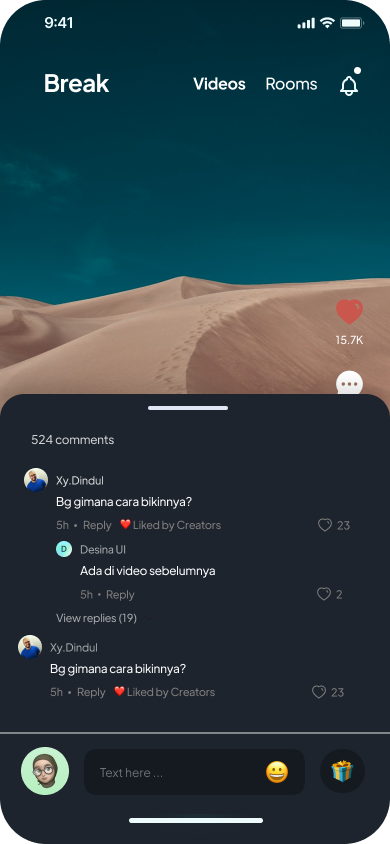 9:41
Break Videos Rooms
15.7K
524 comments
Xy.Dindul
Bg gimana cara bikinnya?
5h • Reply ❤️Liked by Creators 23
D Desina UI
Ada di video sebelumnya
5h • Reply 2
View replies (19)
Xy.Dindul
Bg gimana cara bikinnya?
5h • Reply ❤️Liked by Creators 23
Text here ...